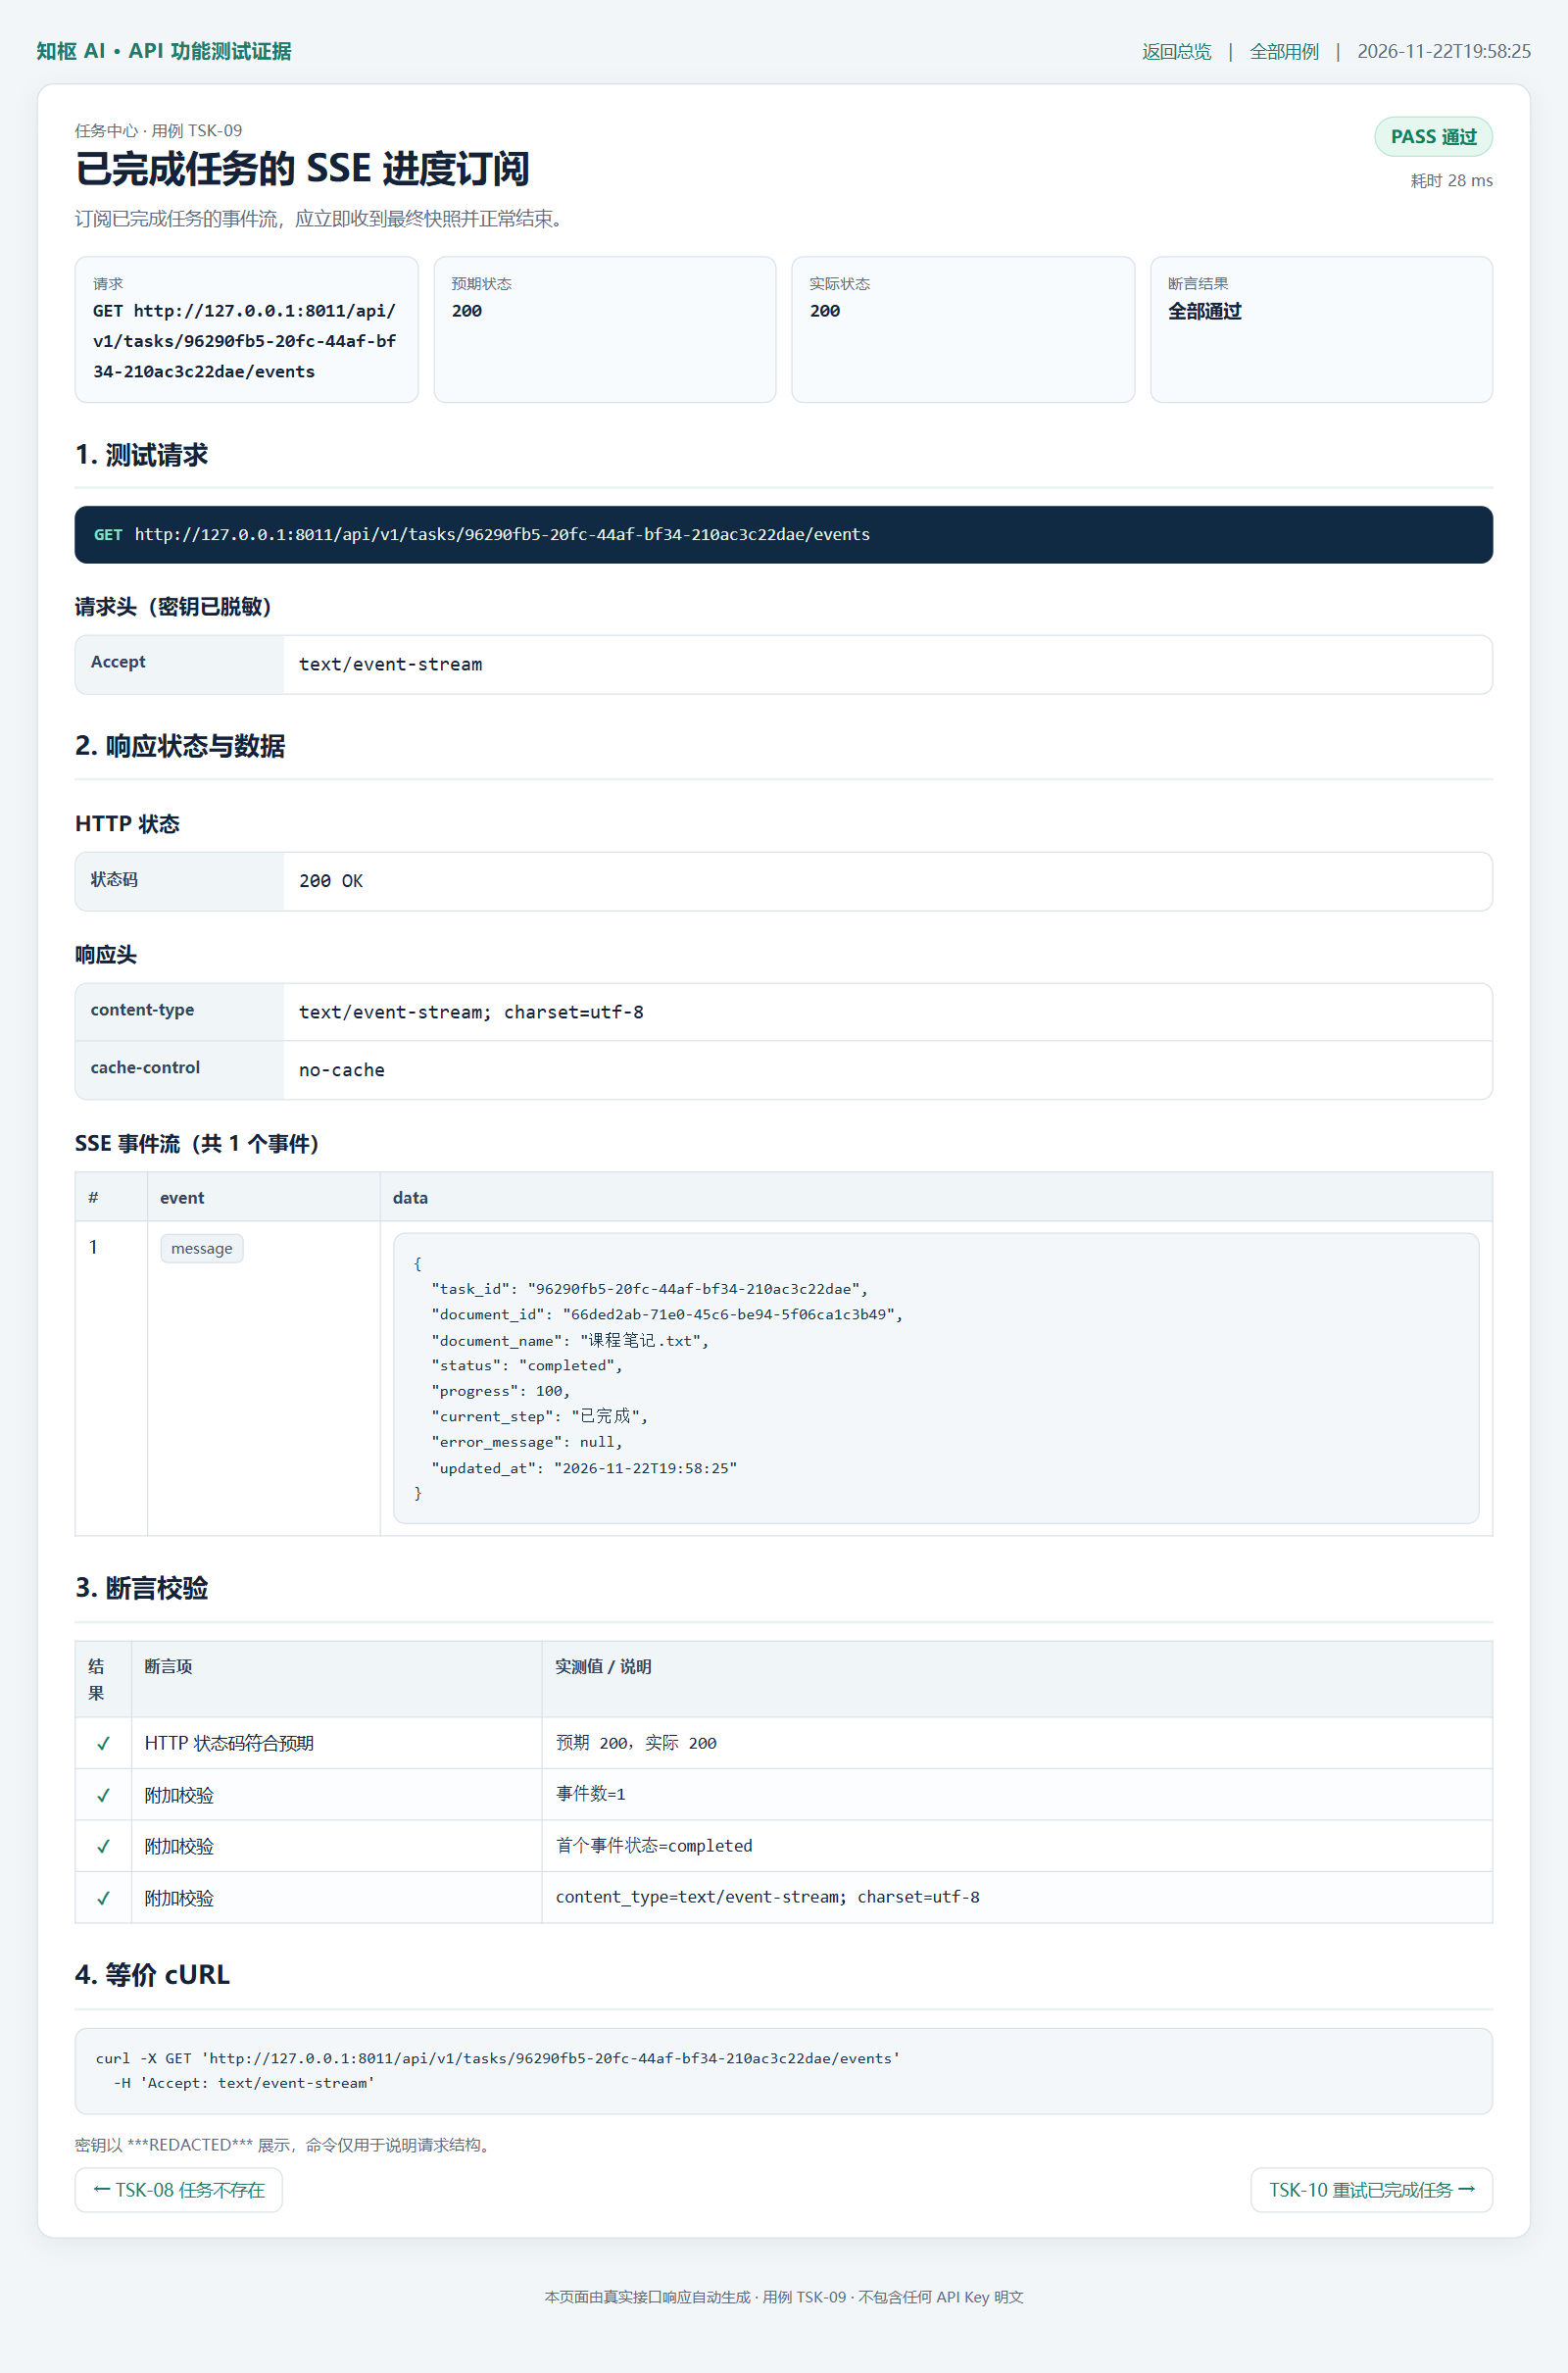 知枢 AI · API 功能测试证据
返回总览 | 全部用例 | 2026-11-22T19:58:25
任务中心 · 用例 TSK-09
PASS 通过
已完成任务的 SSE 进度订阅
耗时 28 ms
订阅已完成任务的事件流，应立即收到最终快照并正常结束。
请求
GET http://127.0.0.1:8011/api/
v1/tasks/96290fb5-20fc-44af-bf
34-210ac3c22dae/events
预期状态
200
实际状态
200
断言结果
全部通过
1. 测试请求
GET http://127.0.0.1:8011/api/v1/tasks/96290fb5-20fc-44af-bf34-210ac3c22dae/events
请求头（密钥已脱敏）
Accept text/event-stream
2. 响应状态与数据
HTTP 状态
状态码 200 OK
响应头
content-type text/event-stream; charset=utf-8
cache-control no-cache
SSE 事件流（共 1 个事件）
# event data
1 message
{
"task_id": "96290fb5-20fc-44af-bf34-210ac3c22dae",
"document_id": "66ded2ab-71e0-45c6-be94-5f06ca1c3b49",
"document_name": "课程笔记.txt",
"status": "completed",
"progress": 100,
"current_step": "已完成",
"error_message": null,
"updated_at": "2026-11-22T19:58:25"
}
3. 断言校验
结果 断言项 实测值 / 说明
✓ HTTP 状态码符合预期 预期 200，实际 200
✓ 附加校验 事件数=1
✓ 附加校验 首个事件状态=completed
✓ 附加校验 content_type=text/event-stream; charset=utf-8
4. 等价 cURL
curl -X GET 'http://127.0.0.1:8011/api/v1/tasks/96290fb5-20fc-44af-bf34-210ac3c22dae/events'
-H 'Accept: text/event-stream'
密钥以 ***REDACTED*** 展示，命令仅用于说明请求结构。
← TSK-08 任务不存在
TSK-10 重试已完成任务 →
本页面由真实接口响应自动生成 · 用例 TSK-09 · 不包含任何 API Key 明文